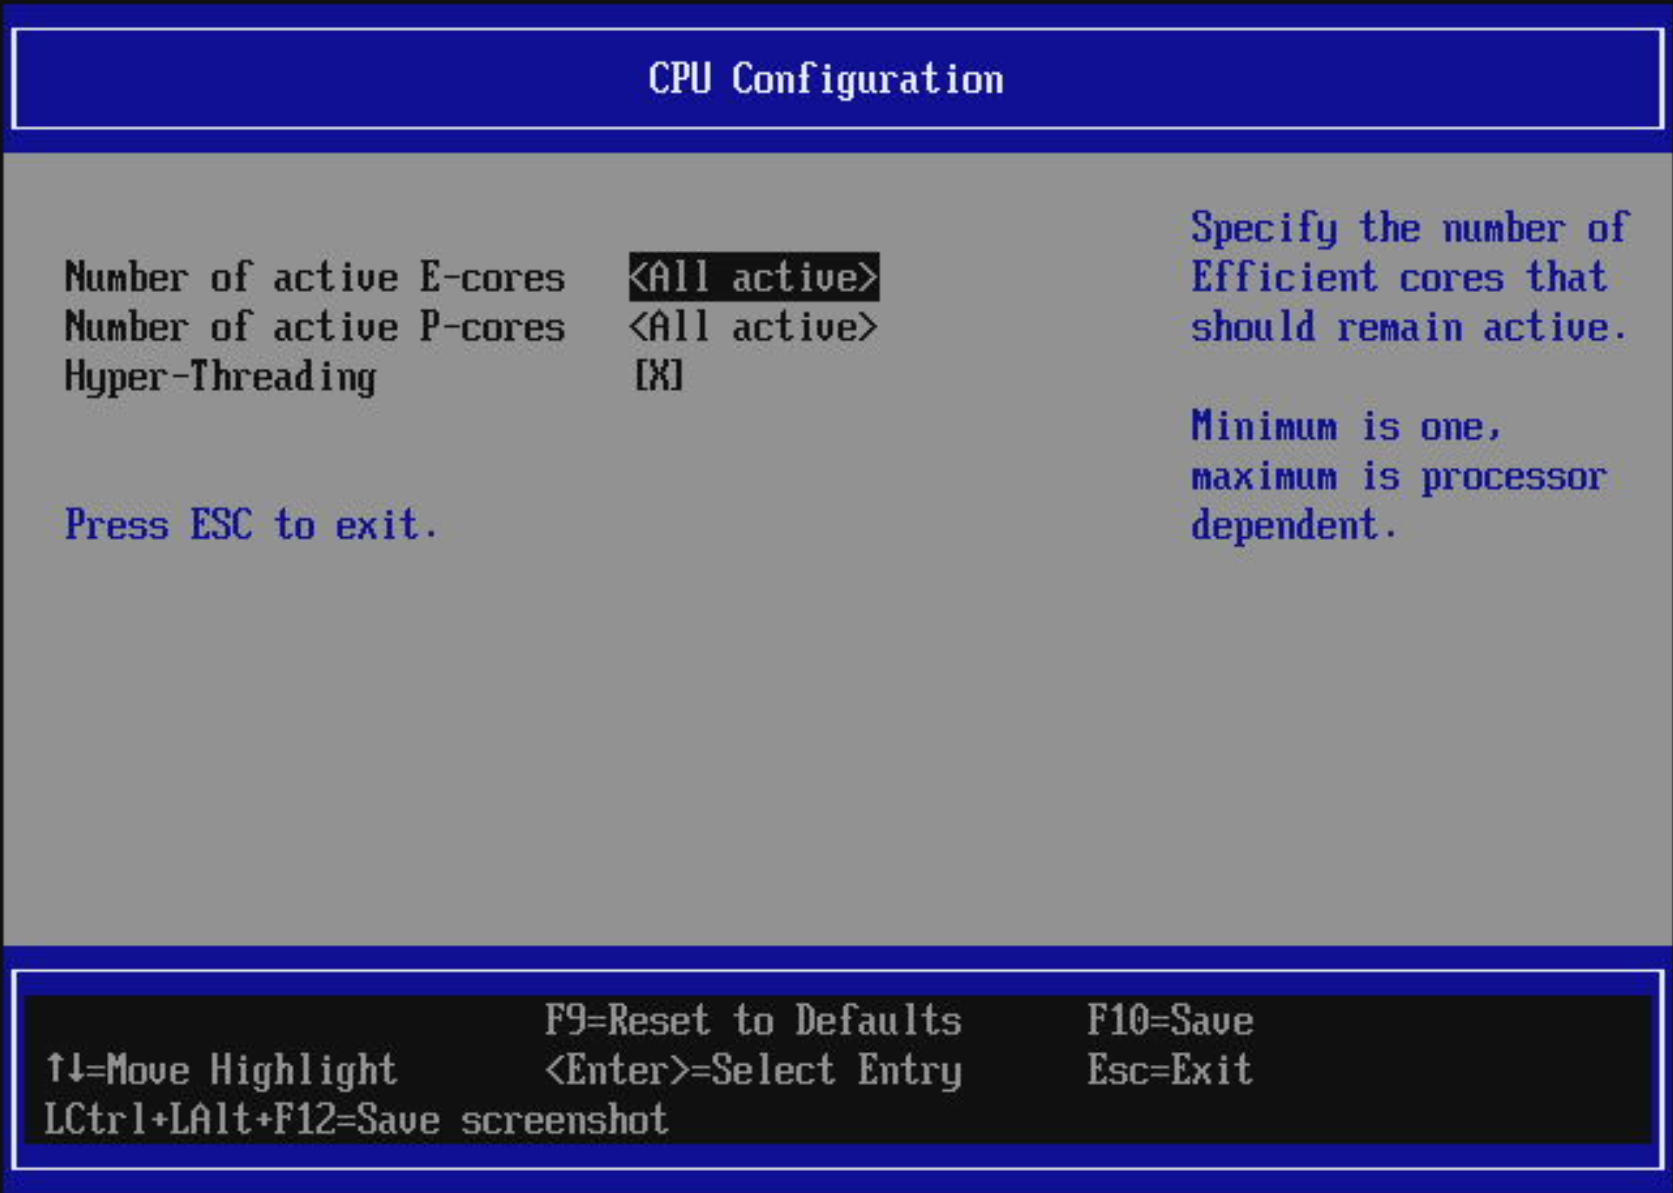 CPU Configuration
Number of active E-cores <All active>
Number of active P-cores <All active>
Hyper-Threading [X]
Press ESC to exit.
Specify the number of
Efficient cores that
should remain active.
Minimum is one,
maximum is processor
dependent.
F9=Reset to Defaults F10=Save
↑↓=Move Highlight <Enter>=Select Entry Esc=Exit
LCtrl+LAlt+F12=Save screenshot